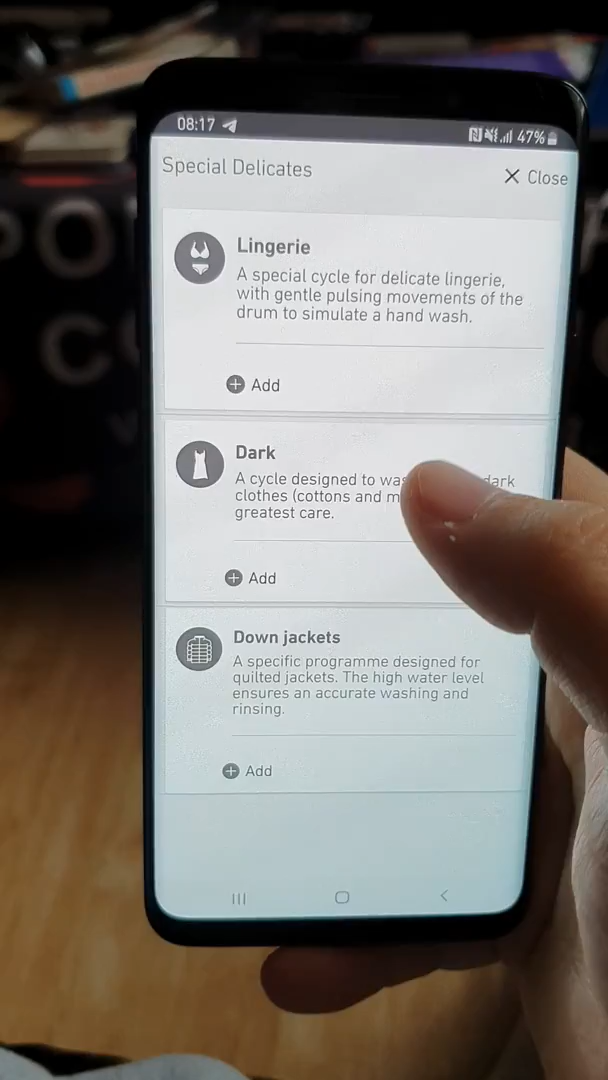 08:17
47%
Special Delicates
Close
Lingerie
A special cycle for delicate lingerie,
with gentle pulsing movements of the
drum to simulate a hand wash.
Add
Dark
A cycle designed to dark
clothes (cottons and
greatest care.
Add
Down jackets
A specific programme designed for
quilted jackets. The high water level
ensures an accurate washing and
rinsing.
Add